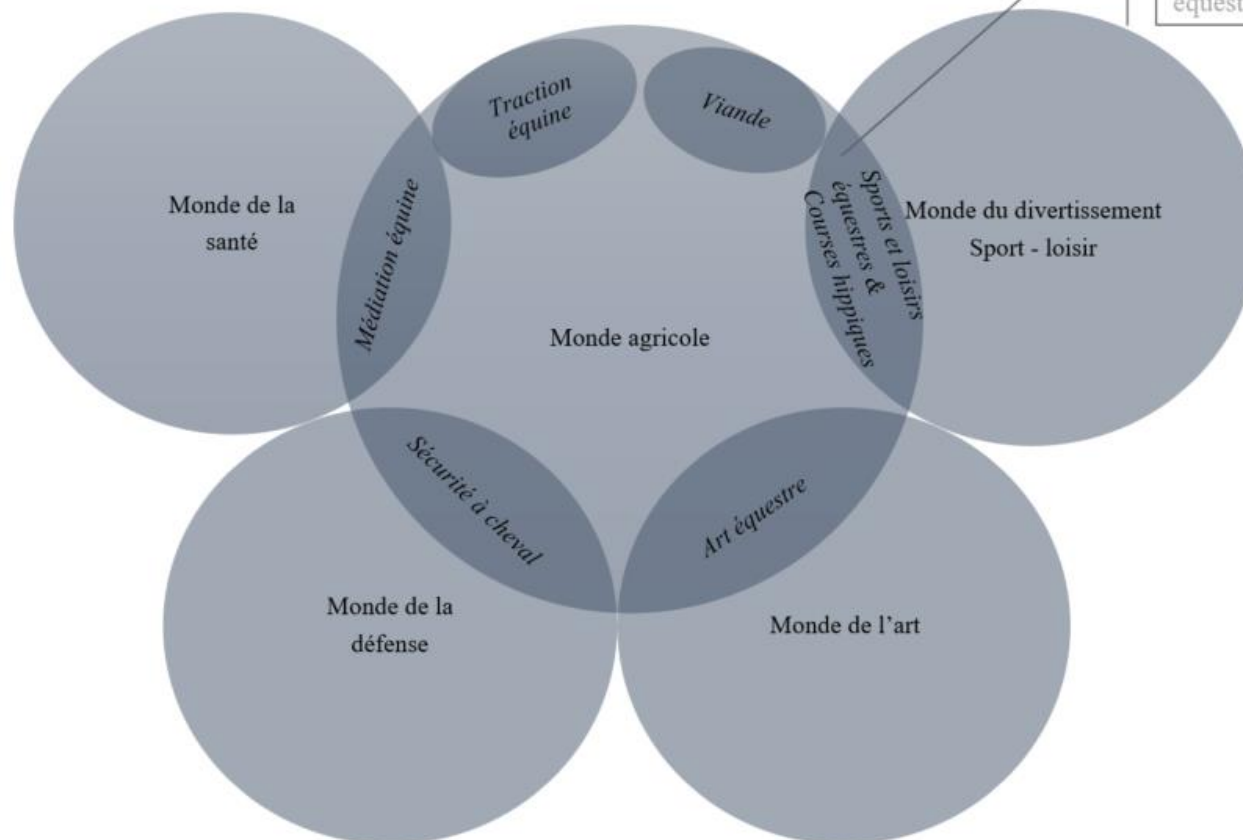 équest
Traction
équine
Viande
Monde de la
santé
Médiation équine
Sports et loisirs
équestres &
Courses hippiques
Monde du divertissement
Sport - loisir
Monde agricole
Sécurité à cheval
Art équestre
Monde de la
défense
Monde de l’art